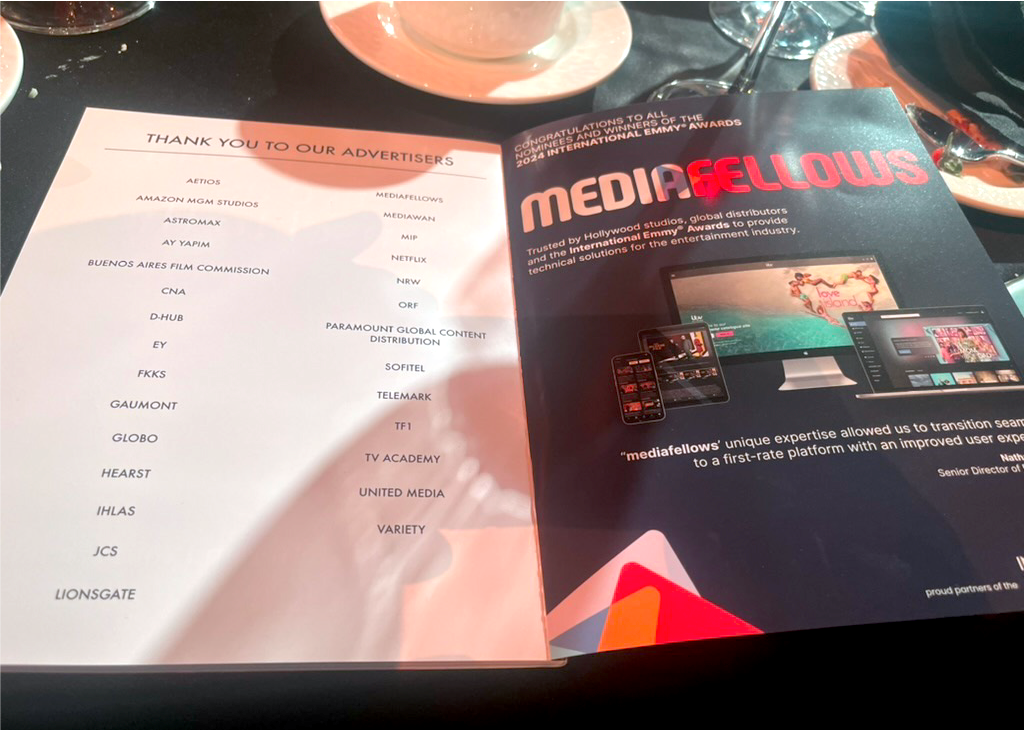 THANK YOU TO OUR ADVERTISERS
AETIOS
AMAZON MGM STUDIOS
ASTROMAX
AY YAPIM
BUENOS AIRES FILM COMMISSION
CNA
D-HUB
EY
FKKS
GAUMONT
GLOBO
HEARST
IHLAS
JCS
LIONSGATE
MEDIAFELLOWS
MEDIAWAN
MIP
NETFLIX
NRW
ORF
PARAMOUNT GLOBAL CONTENT
DISTRIBUTION
SOFITEL
TELEMARK
TF1
TV ACADEMY
UNITED MEDIA
VARIETY
CONGRATULATIONS TO ALL
NOMINEES AND WINNERS OF THE
2024 INTERNATIONAL EMMY® AWARDS
MEDIAFELLOWS
Trusted by Hollywood studios, global distributors
and the International Emmy® Awards to provide
technical solutions for the entertainment industry.
itv
love
island
"mediafellows' unique expertise allowed us to transition
to a first-rate platform with an improved user
Senior Director of
proud partners of the